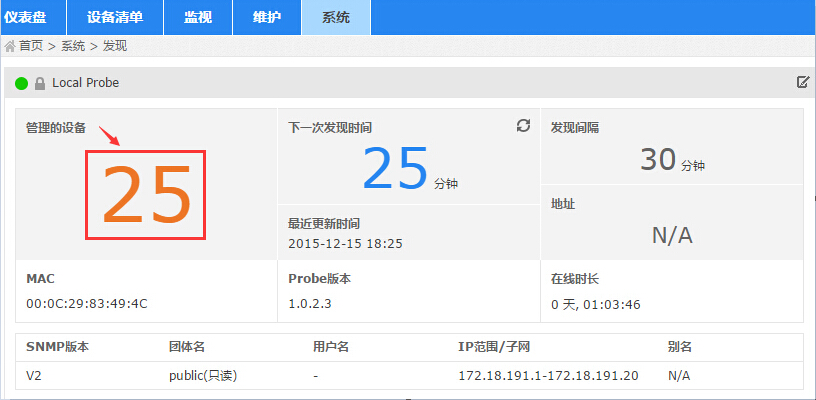 仪表盘 设备清单 监视 维护 系统
首页 > 系统 > 发现
Local Probe
管理的设备 下一次发现时间 发现间隔
25 25 分钟 30 分钟
地址
最近更新时间
N/A
2015-12-15 18:25
MAC Probe版本 在线时长
00:0C:29:83:49:4C 1.0.2.3 0 天, 01:03:46
SNMP版本 团体名 用户名 IP范围/子网 别名
V2 public(只读) - 172.18.191.1-172.18.191.20 N/A